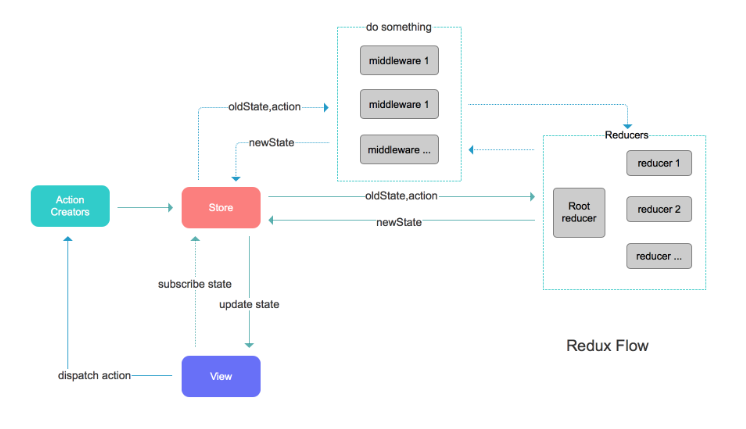 do something
middleware 1
oldState,action
middleware 1
newState
middleware ...
Reducers
reducer 1
Action
Creators
Store
oldState,action
newState
Root
reducer
reducer 2
reducer ...
subscribe state
update state
Redux Flow
dispatch action
View